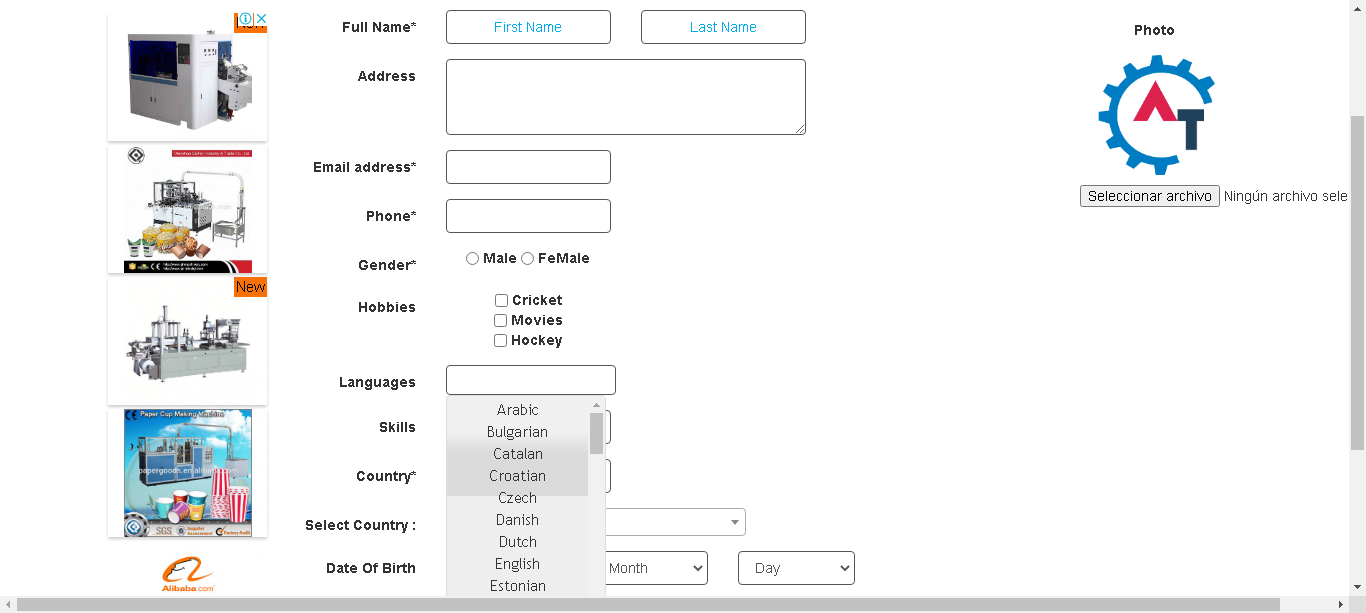 Full Name*
First Name
Last Name
Photo
Address
Email address*
Phone*
Seleccionar archivo
Ningún archivo sele
Gender*
Male
FeMale
Hobbies
Cricket
Movies
Hockey
Languages
Arabic
Bulgarian
Catalan
Croatian
Czech
Danish
Dutch
English
Estonian
Skills
Country*
Select Country :
Date Of Birth
Month
Day
New
Paper Cup Making Machine
SGS
Alibaba.com
AT